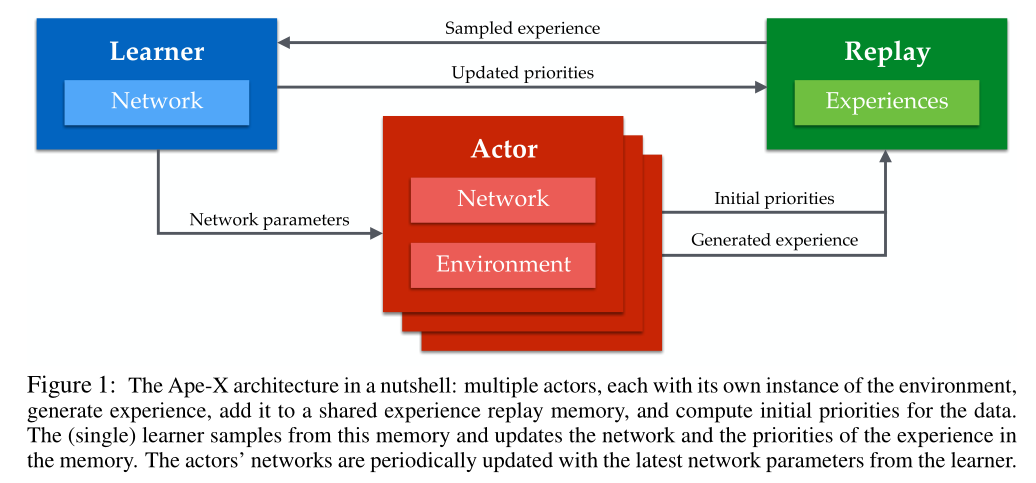 Sampled experience
Learner
Replay
Updated priorities
Network
Experiences
Actor
Network
Initial priorities
Network parameters
Generated experience
Environment
Figure 1: The Ape-X architecture in a nutshell: multiple actors, each with its own instance of the environment,
generate experience, add it to a shared experience replay memory, and compute initial priorities for the data.
The (single) learner samples from this memory and updates the network and the priorities of the experience in
the memory. The actors’ networks are periodically updated with the latest network parameters from the learner.